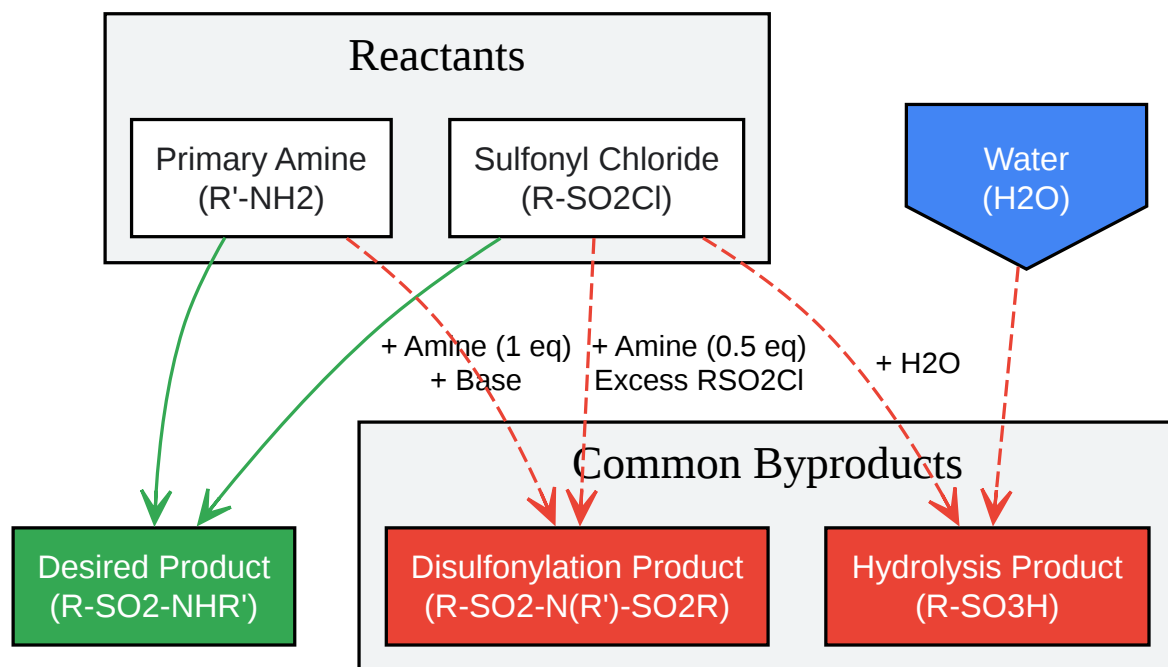 Reactants
Primary Amine
(R'-NH2)
Sulfonyl Chloride
(R-SO2Cl)
Water
(H2O)
+ Amine (1 eq)
+ Base
+ Amine (0.5 eq)
Excess RSO2Cl
+ H2O
Common Byproducts
Desired Product
(R-SO2-NHR')
Disulfonylation Product
(R-SO2-N(R')-SO2R)
Hydrolysis Product
(R-SO3H)